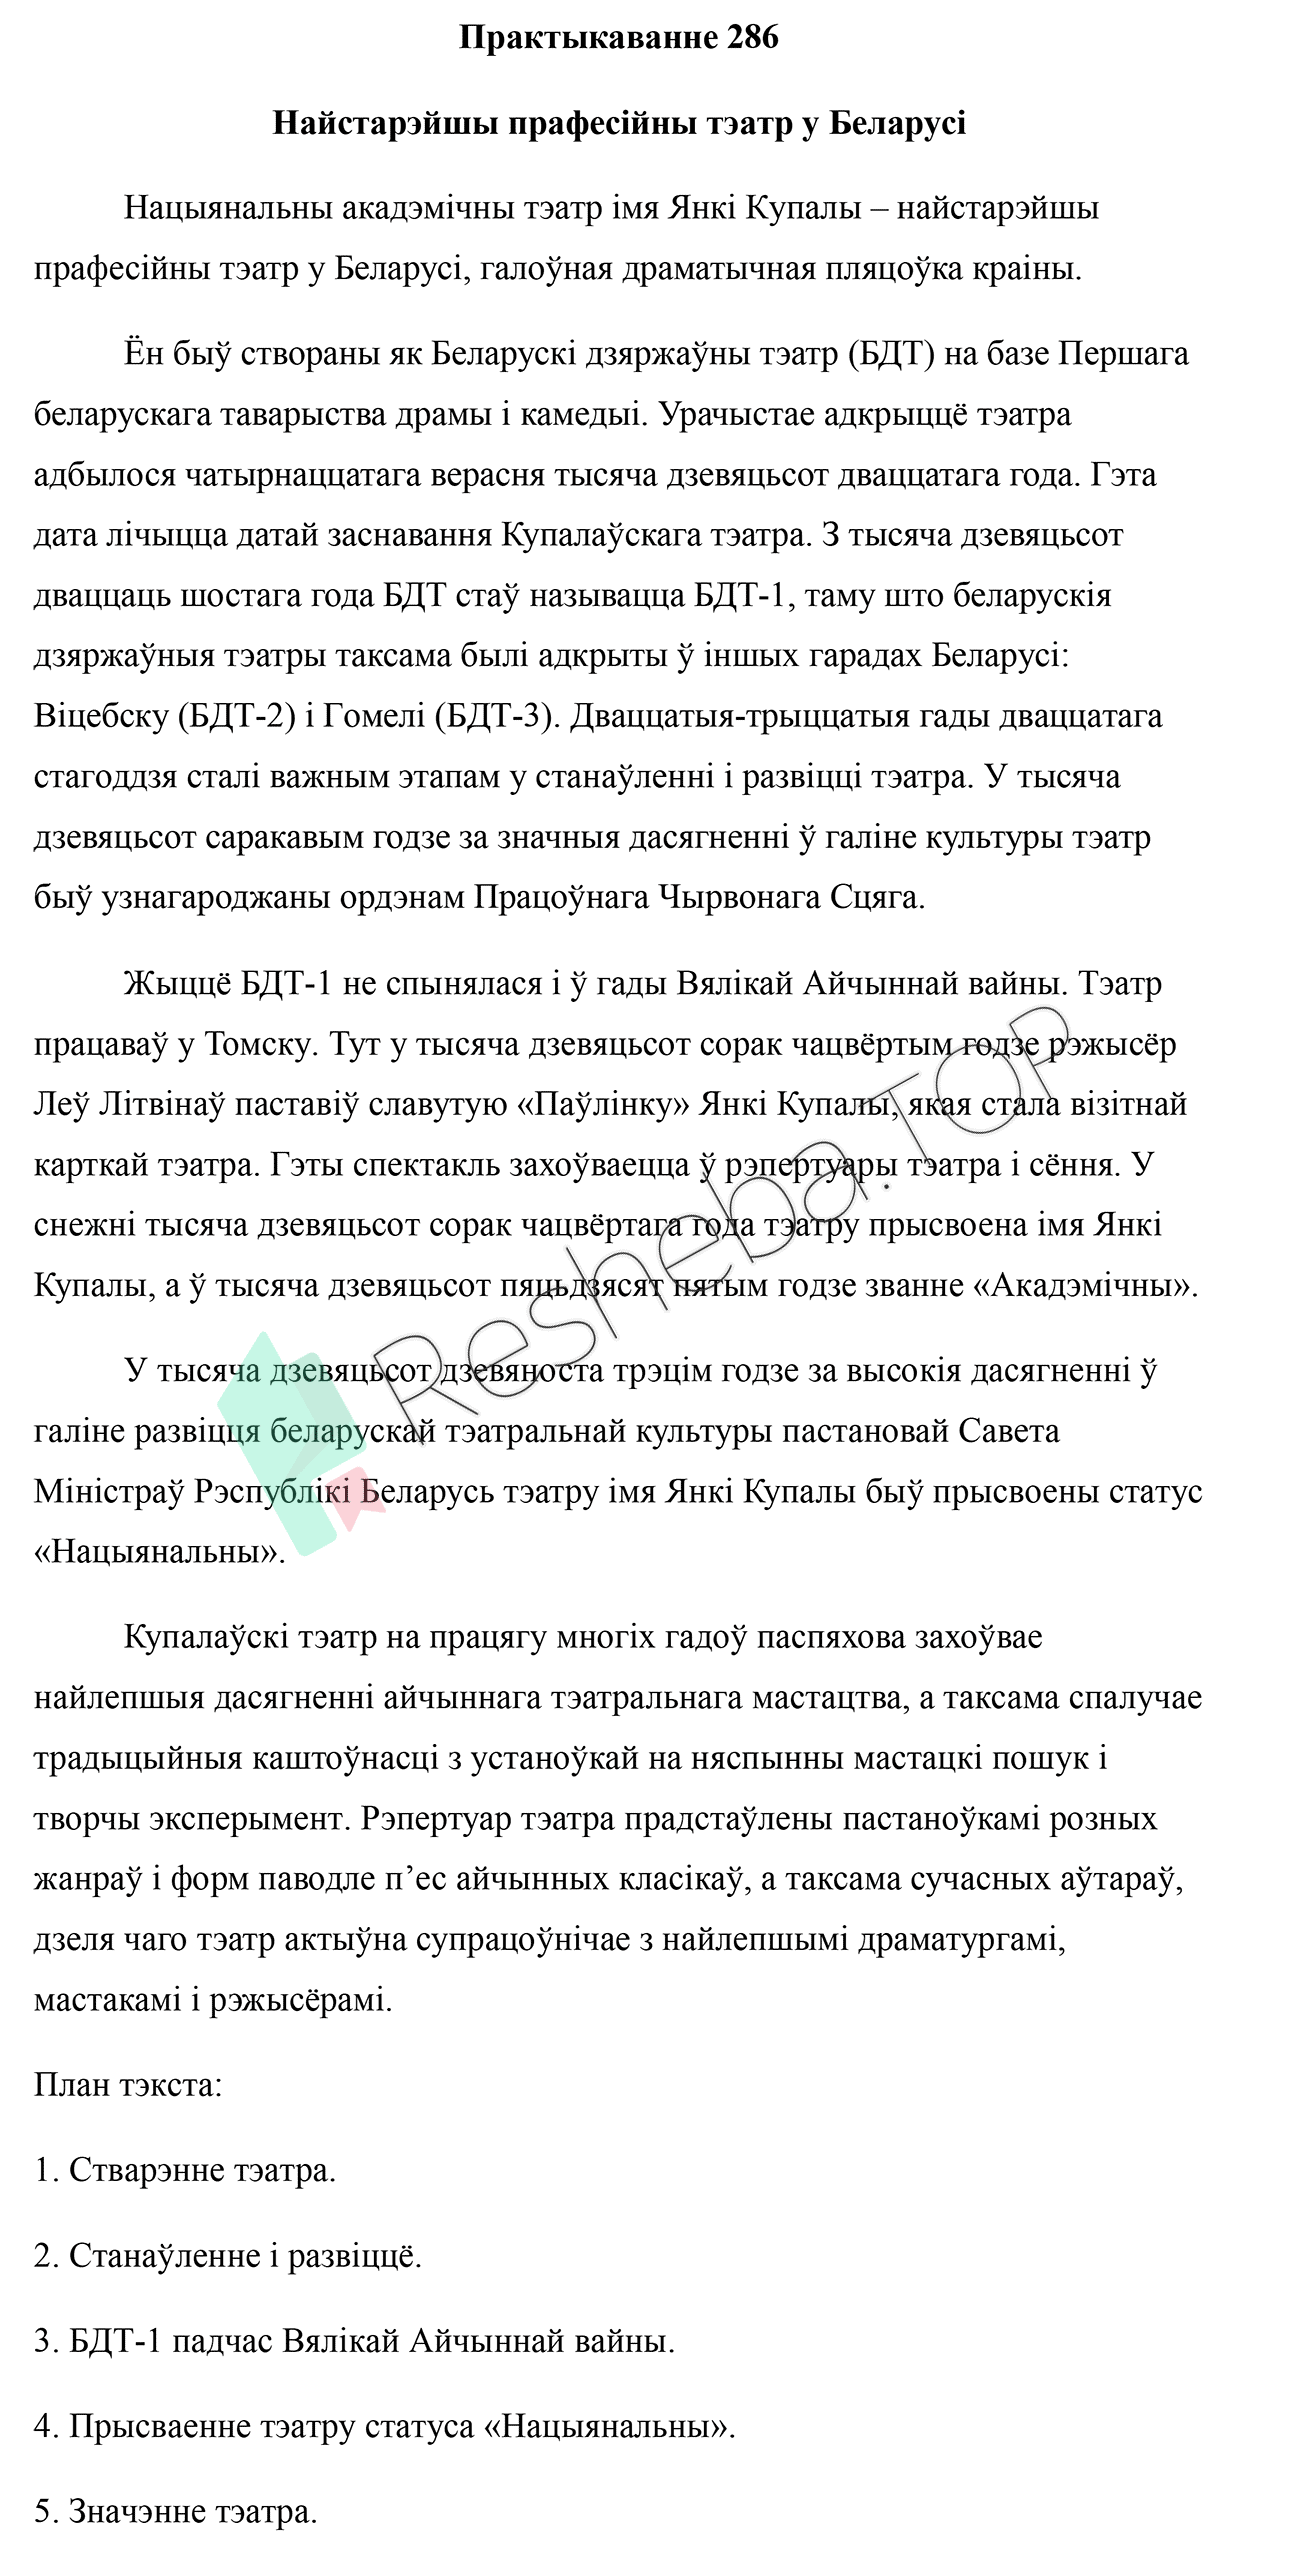 Практыкаванне 286
Найстарэйшы прафесійны тэатр у Беларусі
Нацыянальны акадэмічны тэатр імя Янкі Купалы – найстарэйшы
прафесійны тэатр у Беларусі, галоўная драматычная пляцоўка краіны.
Ён быў створаны як Беларускі дзяржаўны тэатр (БДТ) на базе Першага
беларускага таварыства драмы і камедыі. Урачыстае адкрыццё тэатра
адбылося чатырнаццатага верасня тысяча дзевяцьсот дваццатага года. Гэта
дата лічыцца датай заснавання Купалаўскага тэатра. З тысяча дзевяцьсот
дваццаць шостага года БДТ стаў называцца БДТ-1, таму што беларускія
дзяржаўныя тэатры таксама былі адкрыты ў іншых гарадах Беларусі:
Віцебску (БДТ-2) і Гомелі (БДТ-3). Дваццатыя-трыццатыя гады дваццатага
стагоддзя сталі важным этапам у станаўленні і развіцці тэатра. У тысяча
дзевяцьсот саракавым годзе за значныя дасягненні ў галіне культуры тэатр
быў узнагароджаны ордэнам Працоўнага Чырвонага Сцяга.
Жыццё БДТ-1 не спынялася і ў гады Вялікай Айчыннай вайны. Тэатр
працаваў у Томску. Тут у тысяча дзевяцьсот сорак чацвёртым годзе рэжысёр
Леў Літвінаў паставіў славутую «Паўлінку» Янкі Купалы, якая стала візітнай
карткай тэатра. Гэты спектакль захоўваецца ў рэпертуары тэатра і сёння. У
снежні тысяча дзевяцьсот сорак чацвёртага года тэатру прысвоена імя Янкі
Купалы, а ў тысяча дзевяцьсот пяцьдзясят пятым годзе званне «Акадэмічны».
У тысяча дзевяцьсот дзевяноста трэцім годзе за высокія дасягненні ў
галіне развіцця беларускай тэатральнай культуры пастановай Савета
Міністраў Рэспублікі Беларусь тэатру імя Янкі Купалы быў прысвоены статус
«Нацыянальны».
Купалаўскі тэатр на працягу многіх гадоў паспяхова захоўвае
найлепшыя дасягненні айчыннага тэатральнага мастацтва, а таксама спалучае
традыцыйныя каштоўнасці з устаноўкай на няспынны мастацкі пошук і
творчы эксперымент. Рэпертуар тэатра прадстаўлены пастаноўкамі розных
жанраў і форм паводле п’ес айчынных класікаў, а таксама сучасных аўтараў,
дзеля чаго тэатр актыўна супрацоўнічае з найлепшымі драматургамі,
мастакамі і рэжысёрамі.
План тэкста:
1. Стварэнне тэатра.
2. Станаўленне і развіццё.
3. БДТ-1 падчас Вялікай Айчыннай вайны.
4. Прысваенне тэатру статуса «Нацыянальны».
5. Значэнне тэатра.
Resheba.TOP